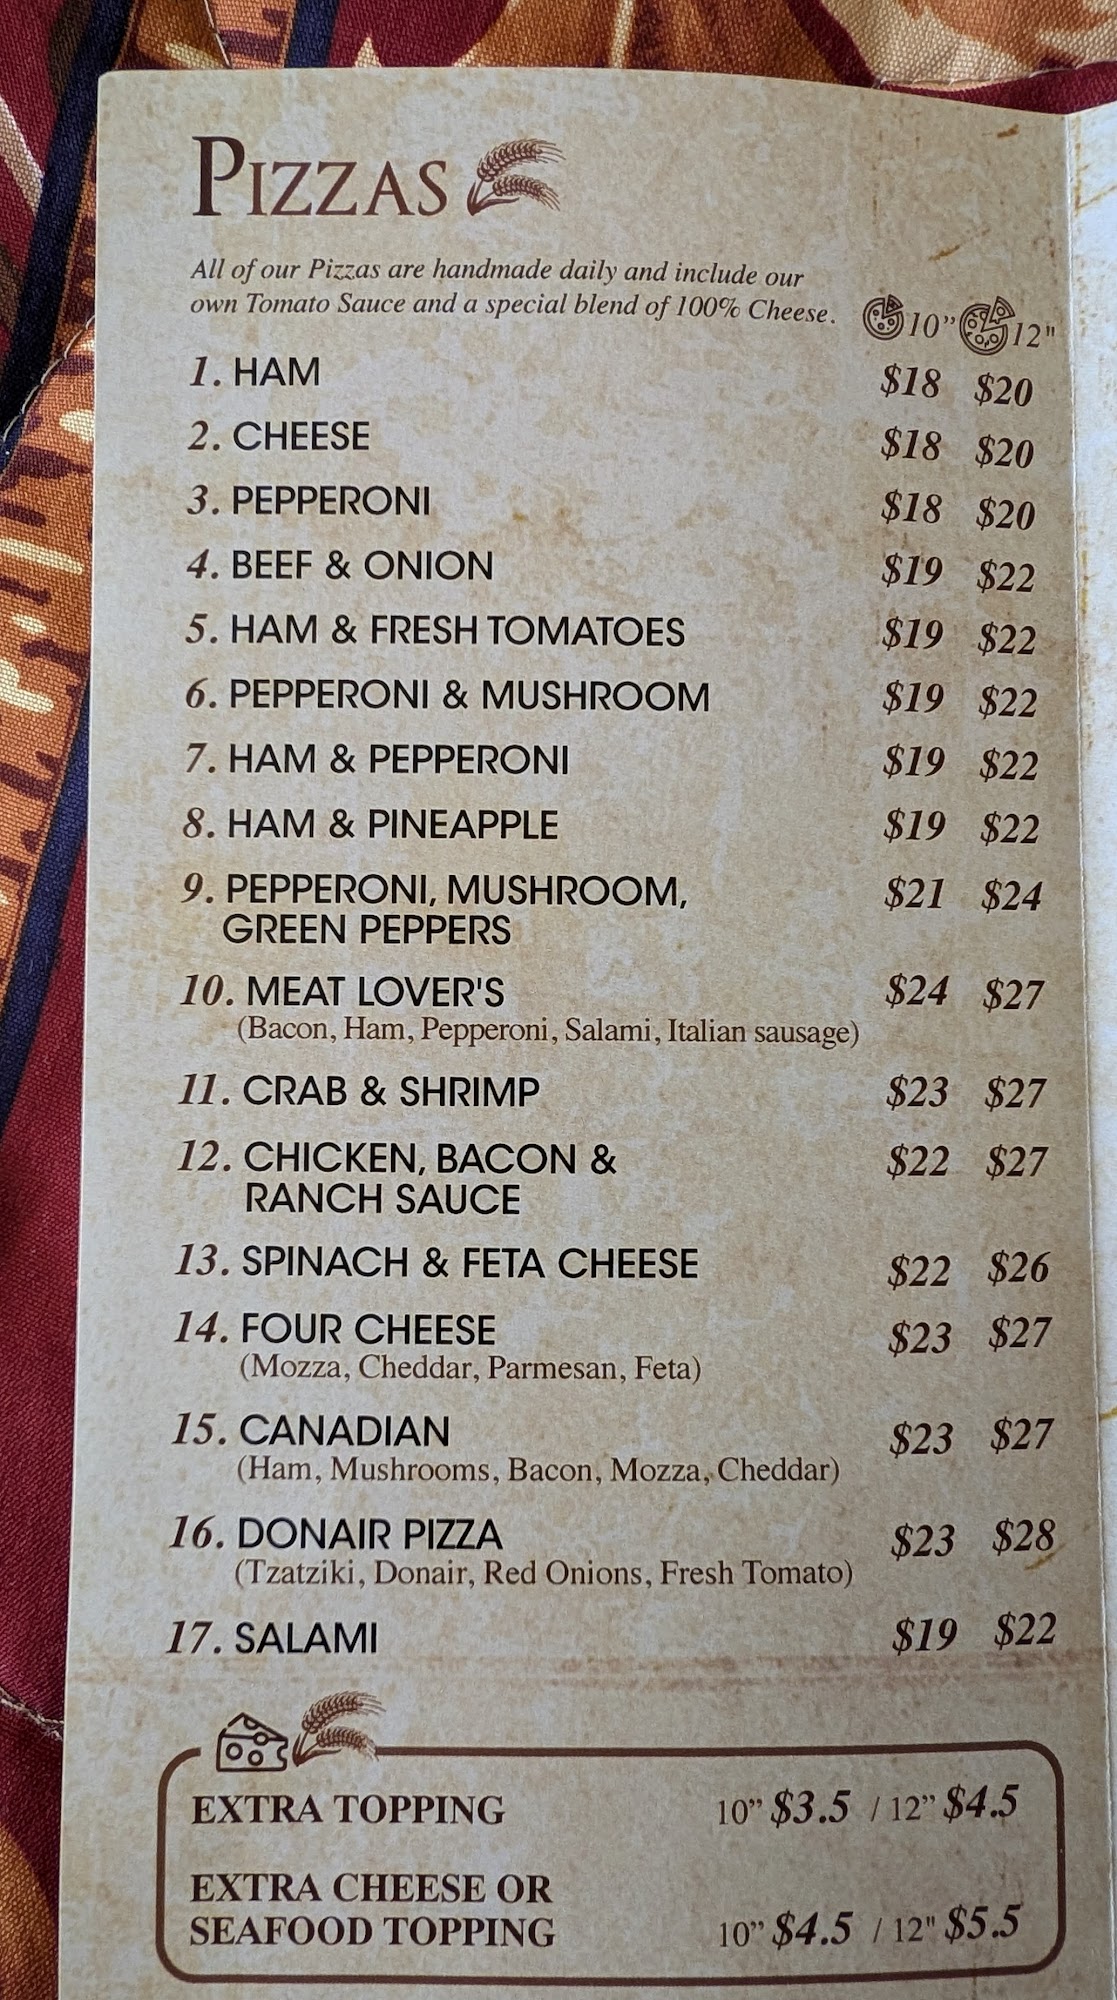 PIZZAS
All of our Pizzas are handmade daily and include our
own Tomato Sauce and a special blend of 100% Cheese. 10” 12"
1. HAM $18 $20
2. CHEESE $18 $20
3. PEPPERONI $18 $20
4. BEEF & ONION $19 $22
5. HAM & FRESH TOMATOES $19 $22
6. PEPPERONI & MUSHROOM $19 $22
7. HAM & PEPPERONI $19 $22
8. HAM & PINEAPPLE $19 $22
9. PEPPERONI, MUSHROOM, $21 $24
GREEN PEPPERS
10. MEAT LOVER'S $24 $27
(Bacon, Ham, Pepperoni, Salami, Italian sausage)
11. CRAB & SHRIMP $23 $27
12. CHICKEN, BACON & $22 $27
RANCH SAUCE
13. SPINACH & FETA CHEESE $22 $26
14. FOUR CHEESE $23 $27
(Mozza, Cheddar, Parmesan, Feta)
15. CANADIAN $23 $27
(Ham, Mushrooms, Bacon, Mozza, Cheddar)
16. DONAIR PIZZA $23 $28
(Tzatziki, Donair, Red Onions, Fresh Tomato)
17. SALAMI $19 $22
EXTRA TOPPING 10” $3.5 / 12” $4.5
EXTRA CHEESE OR
SEAFOOD TOPPING 10” $4.5 / 12" $5.5